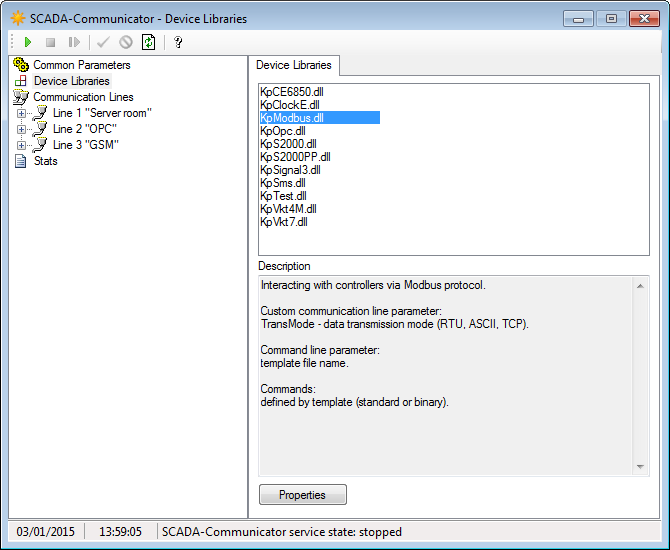 SCADA-Communicator - Device Libraries
?
Common Parameters
Device Libraries
Communication Lines
Line 1 "Server room"
Line 2 "OPC"
Line 3 "GSM"
Stats
Device Libraries
KpCE6850.dll
KpClockE.dll
KpModbus.dll
KpOpc.dll
KpS2000.dll
KpS2000PP.dll
KpSignal3.dll
KpSms.dll
KpTest.dll
KpVkt4M.dll
KpVkt7.dll
Description
Interacting with controllers via Modbus protocol.
Custom communication line parameter:
TransMode - data transmission mode (RTU, ASCII, TCP).
Command line parameter:
template file name.
Commands:
defined by template (standard or binary).
Properties
03/01/2015 13:59:05 SCADA-Communicator service state: stopped